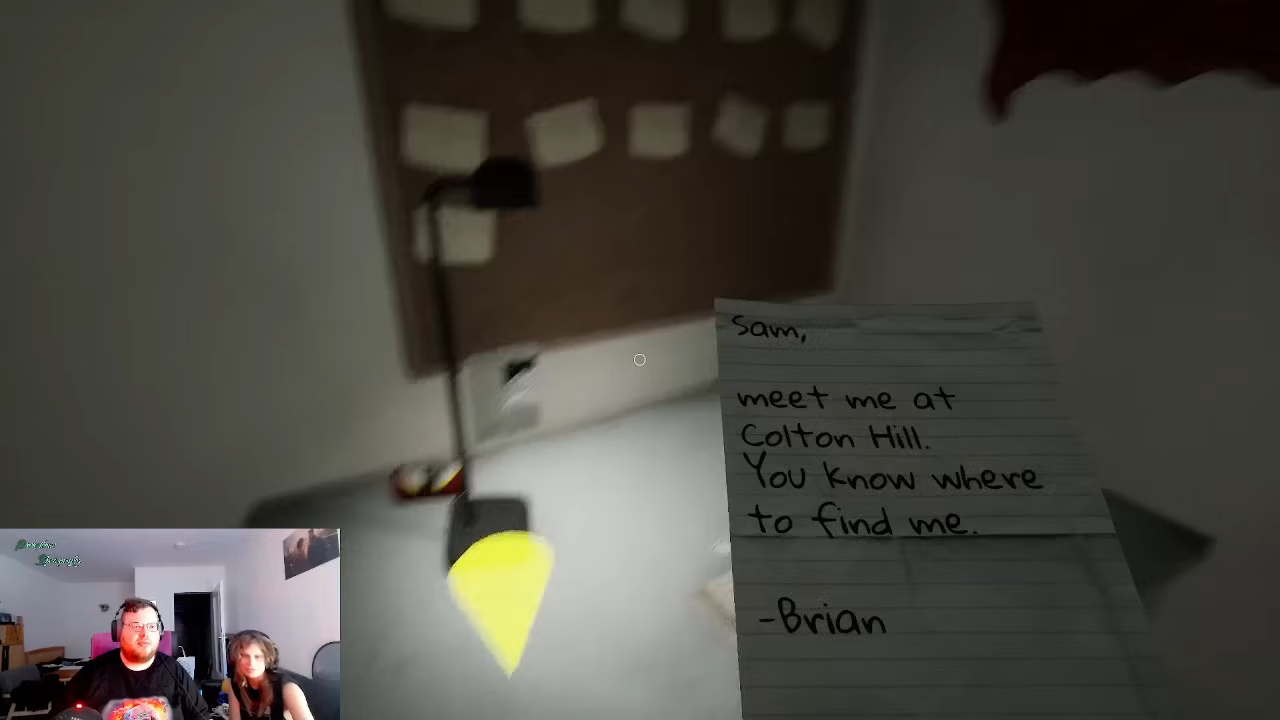 Sam,
meet me at
Colton Hill.
You know where
to find me.
-Brian